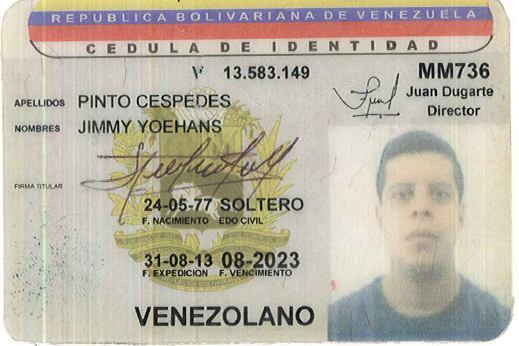 REPUBLICA BOLIVARIANA DE VENEZUELA
CEDULA DE IDENTIDAD
V 13.583.149
MM736
Juan Dugarte
Director
APELLIDOS PINTO CESPEDES
NOMBRES JIMMY YOEHANS
FIRMA TITULAR
24-05-77 SOLTERO
F. NACIMIENTO EDO CIVIL
31-08-13 08-2023
F. EXPEDICION F. VENCIMIENTO
VENEZOLANO